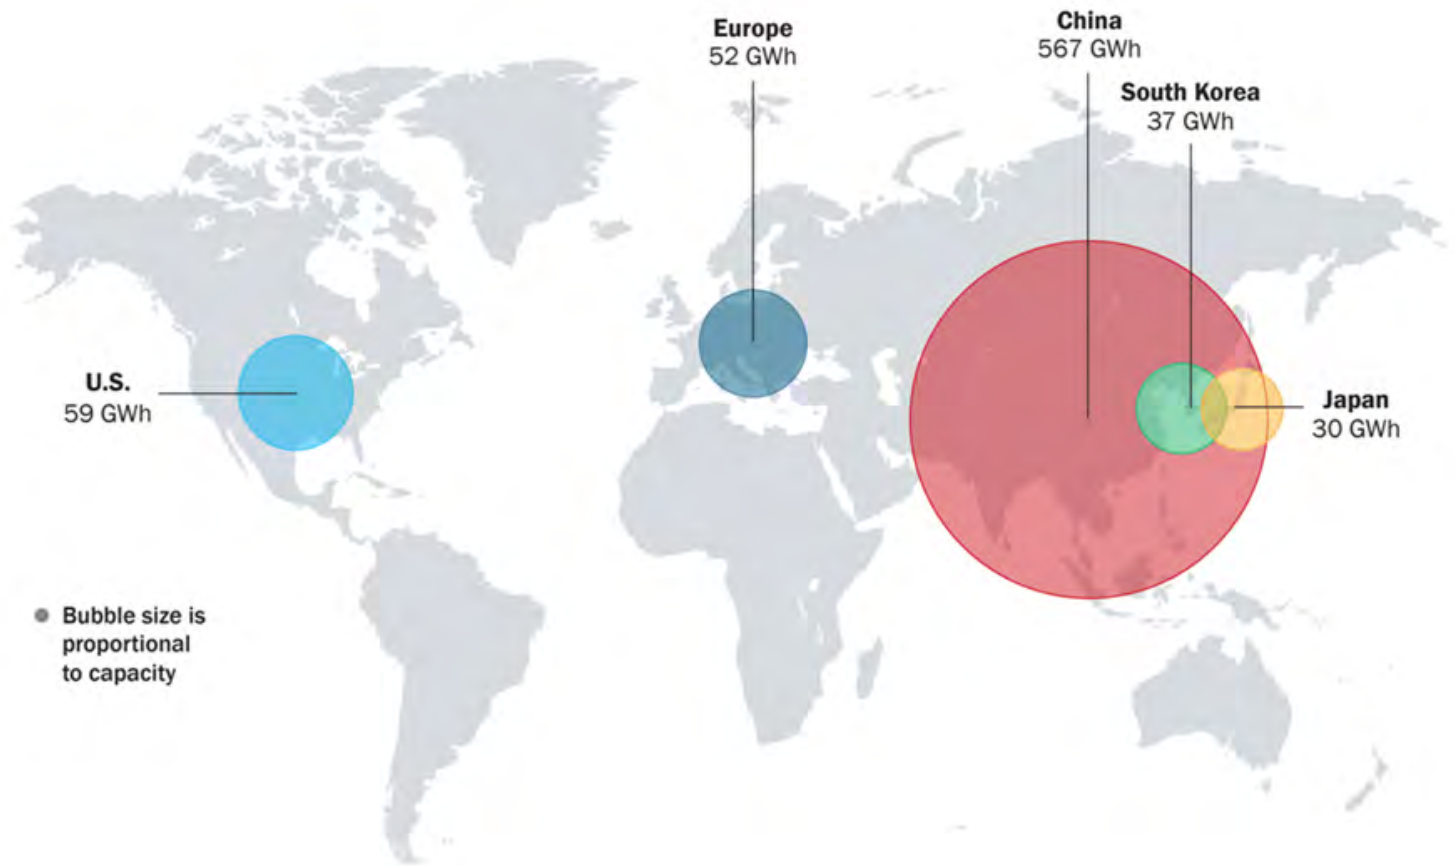 Europe
52 GWh
China
567 GWh
South Korea
37 GWh
U.S.
59 GWh
Japan
30 GWh
Bubble size is
proportional
to capacity